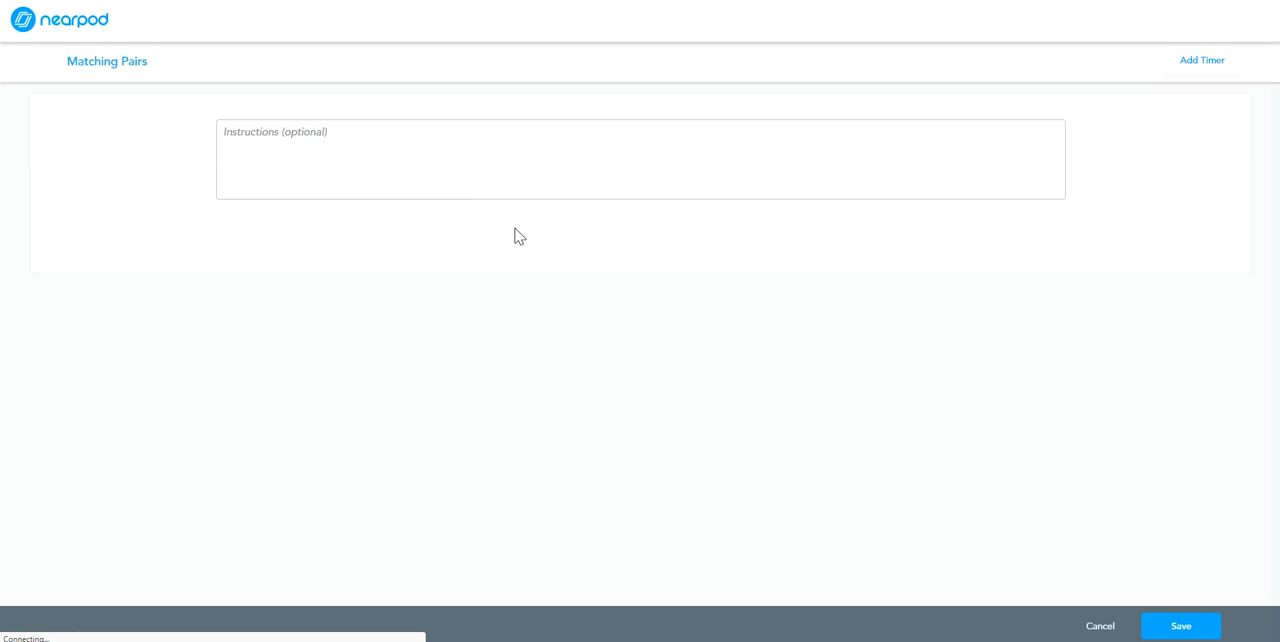 nearpod
Matching Pairs
Add Timer
Instructions (optional)
Cancel
Save
Connecting...